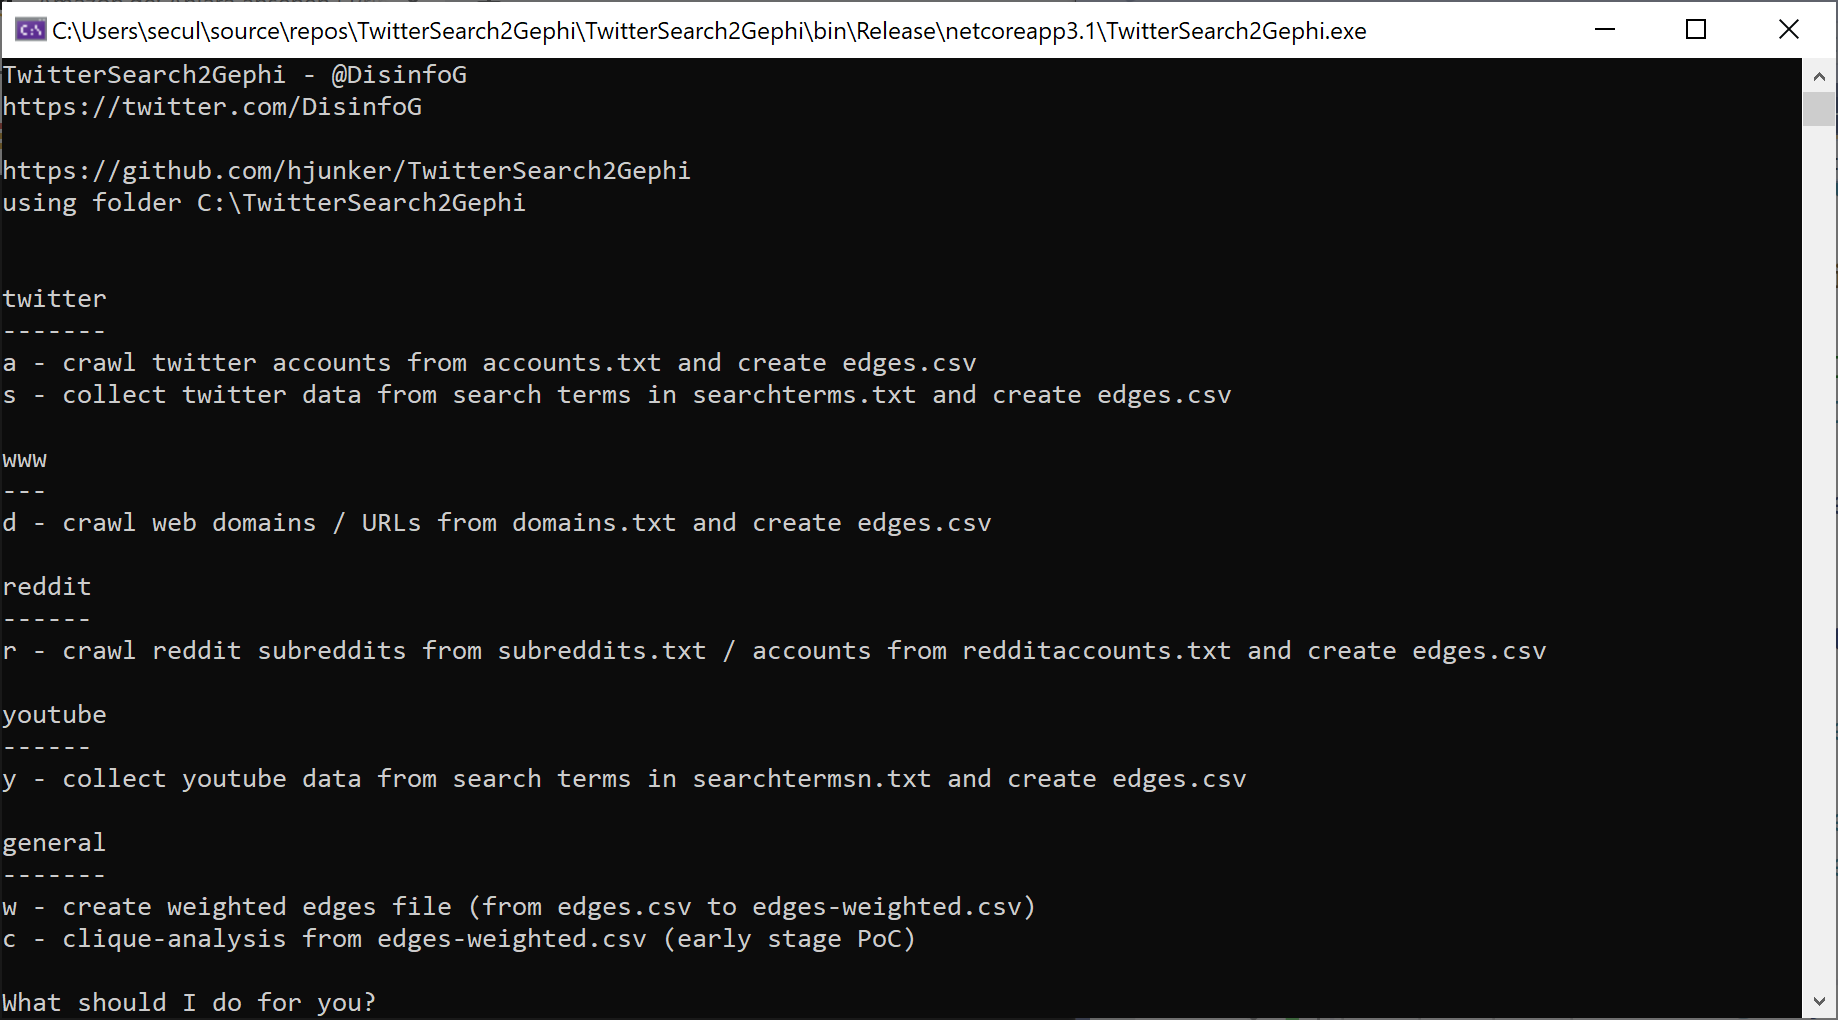 C:\Users\secul\source\repos\TwitterSearch2Gephi\TwitterSearch2Gephi\bin\Release\netcoreapp3.1\TwitterSearch2Gephi.exe
TwitterSearch2Gephi - @DisinfoG
https://twitter.com/DisinfoG
https://github.com/hjunker/TwitterSearch2Gephi
using folder C:\TwitterSearch2Gephi
twitter
-------
a - crawl twitter accounts from accounts.txt and create edges.csv
s - collect twitter data from search terms in searchterms.txt and create edges.csv
www
---
d - crawl web domains / URLs from domains.txt and create edges.csv
reddit
------
r - crawl reddit subreddits from subreddits.txt / accounts from redditaccounts.txt and create edges.csv
youtube
------
y - collect youtube data from search terms in searchtermsn.txt and create edges.csv
general
-------
w - create weighted edges file (from edges.csv to edges-weighted.csv)
c - clique-analysis from edges-weighted.csv (early stage PoC)
What should I do for you?